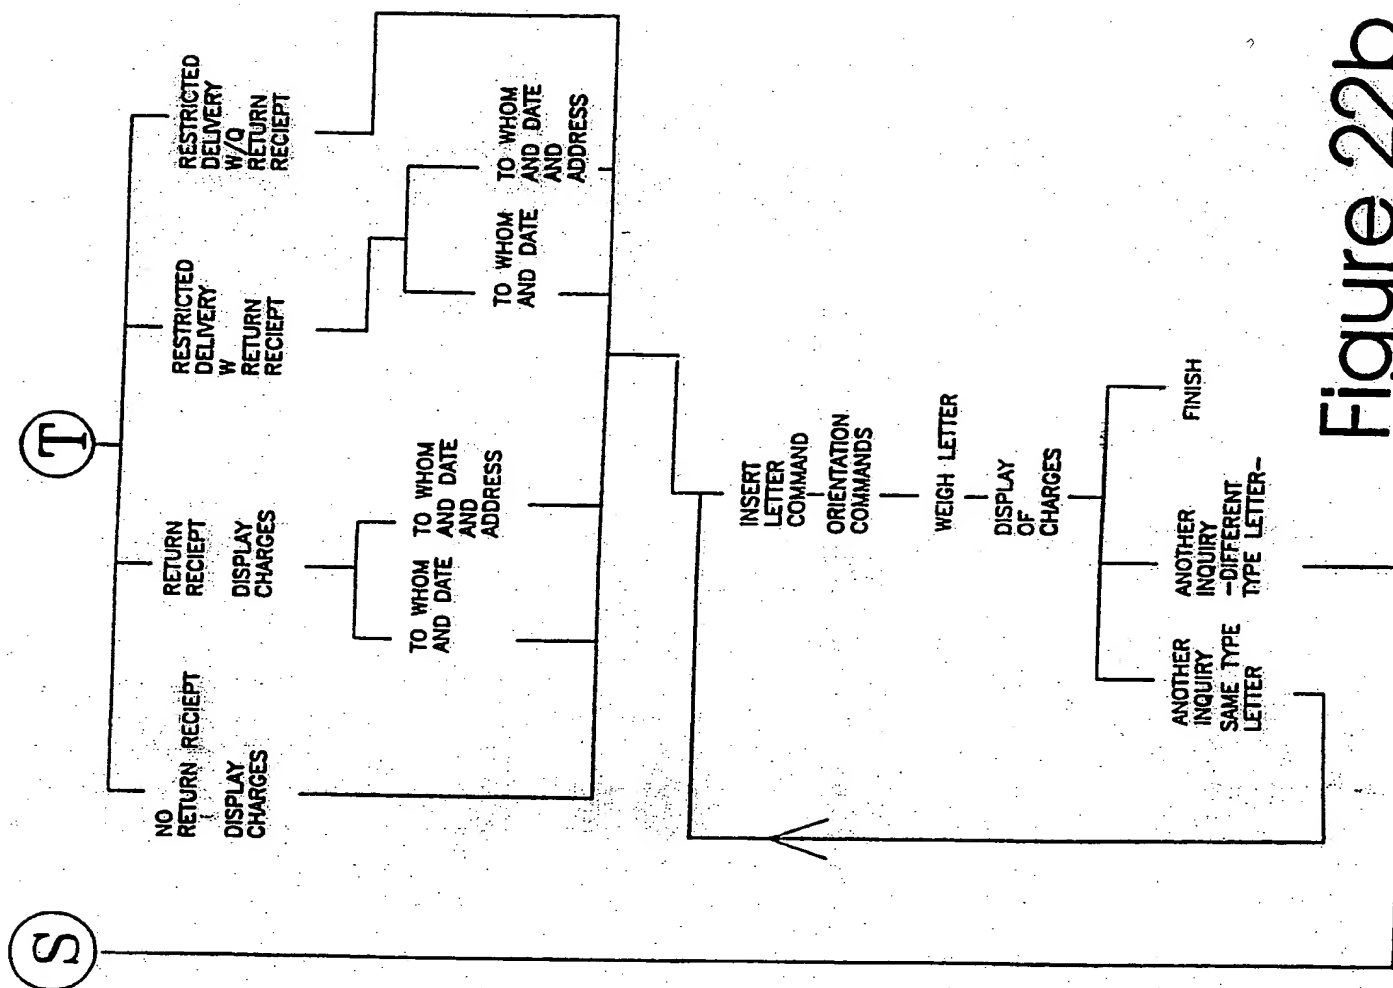 S
T
NO
RETURN RECIEPT
DISPLAY
CHARGES
RETURN
RECIEPT
DISPLAY
CHARGES
RESTRICTED
DELIVERY
W RETURN
RECIEPT
RESTRICTED
DELIVERY
W/Q
RETURN
RECIEPT
TO WHOM
AND DATE
TO WHOM
AND DATE
AND
ADDRESS
TO WHOM
AND DATE
TO WHOM
AND DATE
AND
ADDRESS
INSERT
LETTER
COMMAND
ORIENTATION
COMMANDS
WEIGH LETTER
DISPLAY
OF
CHARGES
ANOTHER
INQUIRY
SAME TYPE
LETTER
ANOTHER
INQUIRY
-DIFFERENT
TYPE LETTER-
FINISH
Figure 22b